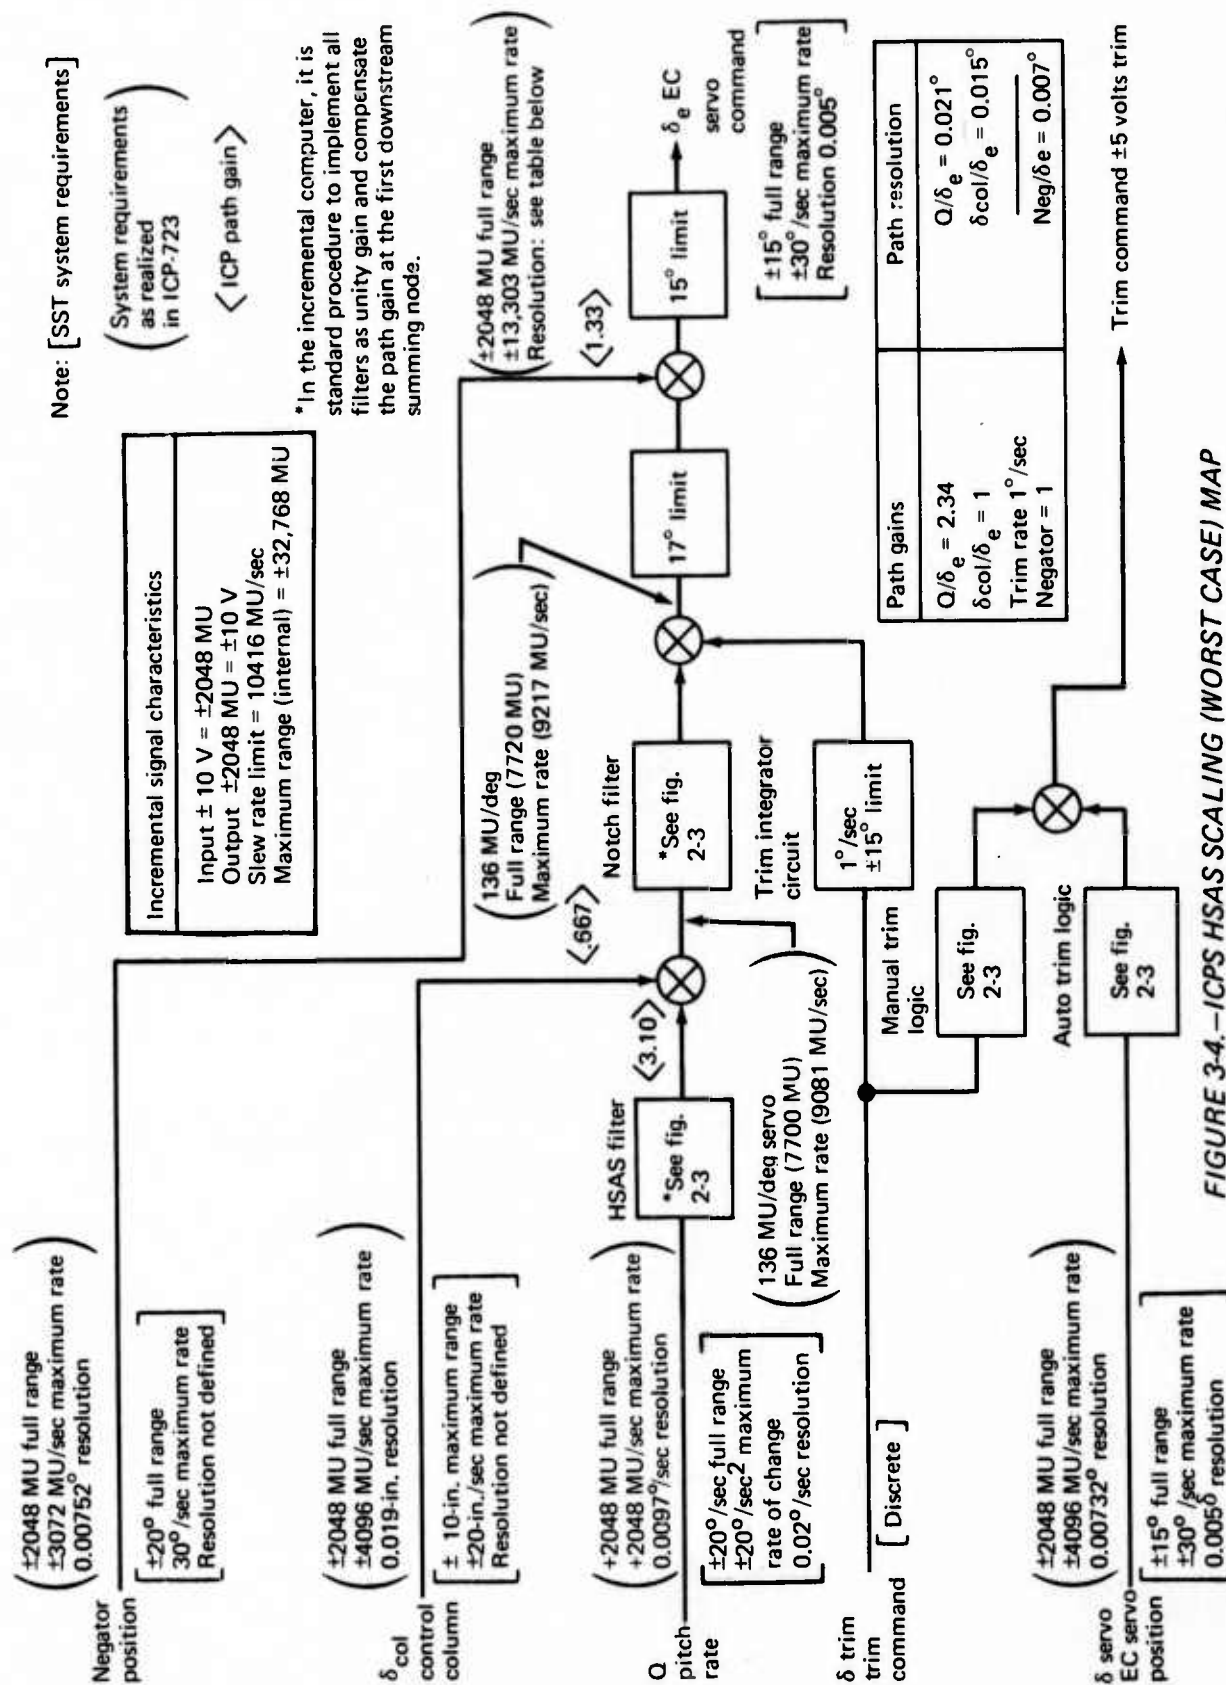 Note: [SST system requirements]
(System requirements
as realized
in ICP-723)
<ICP path gain>
*In the incremental computer, it is
standard procedure to implement all
filters as unity gain and compensate
the path gain at the first downstream
summing node.
Incremental signal characteristics
Input ± 10 V = ±2048 MU
Output ±2048 MU = ±10 V
Slew rate limit = 10416 MU/sec
Maximum range (internal) = ±32,768 MU
(±2048 MU full range
±3072 MU/sec maximum rate
0.00752° resolution)
Negator
position
[±20° full range
30°/sec maximum rate
Resolution not defined]
(±2048 MU full range
±4096 MU/sec maximum rate
0.019-in. resolution)
δcol
control
column
[± 10-in. maximum range
±20-in./sec maximum rate
Resolution not defined]
(+2048 MU full range
+2048 MU/sec maximum rate
0.0097°/sec resolution)
Q
pitch
rate
[±20°/sec full range
±20°/sec² maximum
rate of change
0.02°/sec resolution]
HSAS filter
*See fig.
2-3
<3.10>
<.667>
(136 MU/deg servo
Full range (7700 MU)
Maximum rate (9081 MU/sec))
Notch filter
*See fig.
2-3
(136 MU/deg
Full range (7720 MU)
Maximum rate (9217 MU/sec))
17° limit
<1.33>
(±2048 MU full range
±13,303 MU/sec maximum rate
Resolution: see table below)
15° limit
δe EC
servo
command
[±15° full range
±30°/sec maximum rate
Resolution 0.005°]
δ trim
trim
command
[Discrete]
Trim integrator
circuit
1°/sec
±15° limit
Manual trim
logic
See fig.
2-3
(±2048 MU full range
±4096 MU/sec maximum rate
0.00732° resolution)
δ servo
EC servo
position
[±15° full range
±30°/sec maximum rate
0.005δ resolution]
Auto trim logic
See fig.
2-3
Trim command ±5 volts trim
Path gains
Q/δe = 2.34
δcol/δe = 1
Trim rate 1°/sec
Negator = 1
Path resolution
Q/δe = 0.021°
δcol/δe = 0.015°
Neg/δe = 0.007°
FIGURE 3-4.—ICPS HSAS SCALING (WORST CASE) MAP